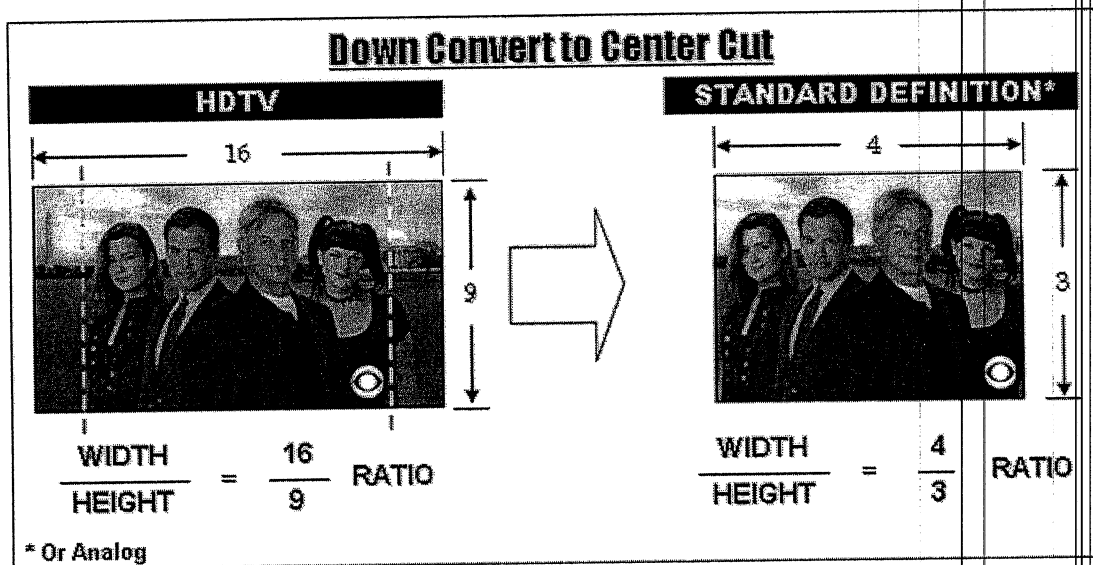 Down Convert to Center Cut
HDTV
STANDARD DEFINITION*
16
4
9
3
WIDTH
HEIGHT
=
16
9
RATIO
WIDTH
HEIGHT
=
4
3
RATIO
* Or Analog